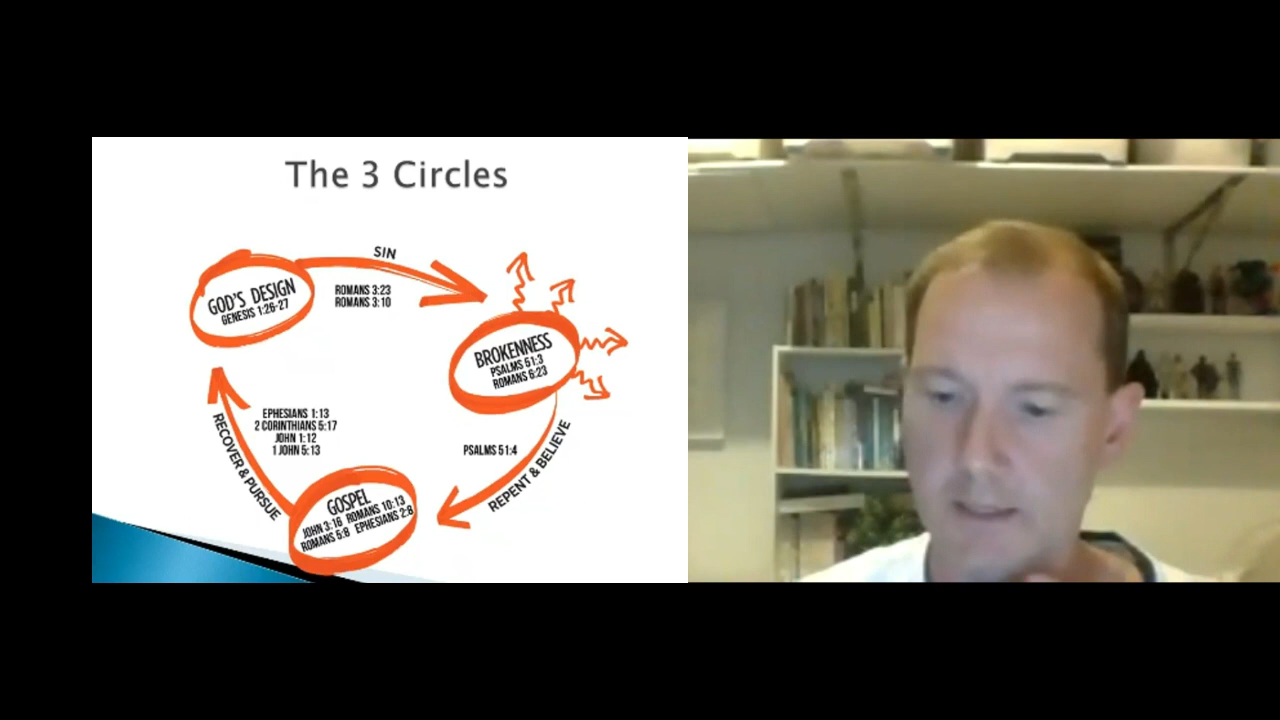 The 3 Circles
SIN
GOD'S DESIGN
GENESIS 1:26-27
ROMANS 3:23
ROMANS 3:10
BROKENNESS
PSALMS 51:3
ROMANS 6:23
RECOVER & PURSUE
EPHESIANS 1:13
2 CORINTHIANS 5:17
JOHN 1:12
1 JOHN 5:13
PSALMS 51:4
REPENT & BELIEVE
GOSPEL
JOHN 3:16 ROMANS 10:13
ROMANS 5:8 EPHESIANS 2:8